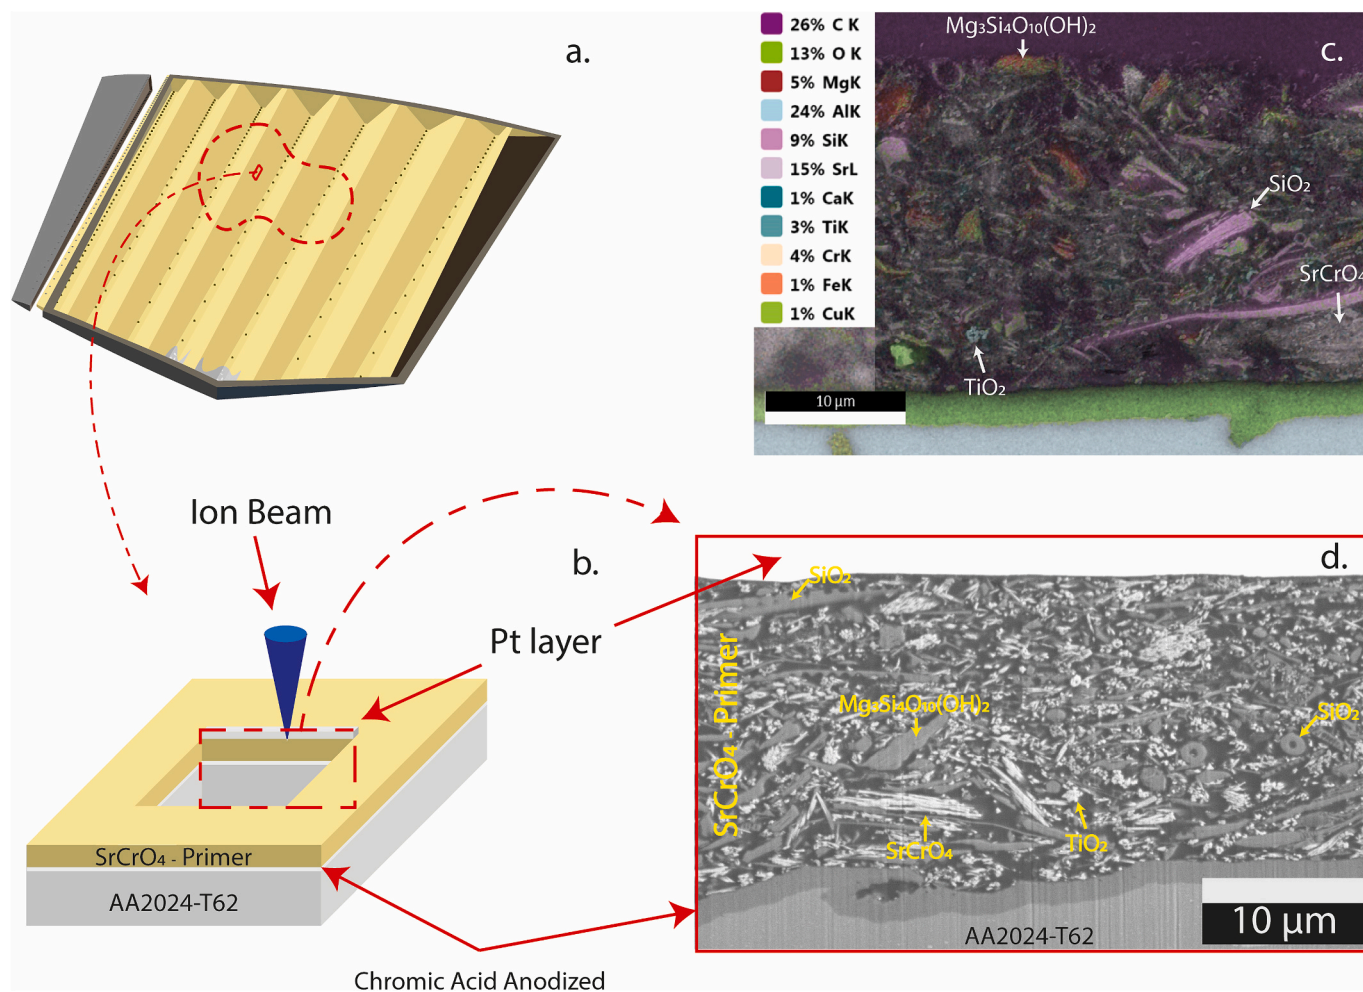 a.
26% C K
13% O K
5% MgK
24% AlK
9% SiK
15% SrL
1% CaK
3% TiK
4% CrK
1% FeK
1% CuK
Mg₃Si₄O₁₀(OH)₂
c.
SiO₂
SrCrO₄
TiO₂
10 µm
Ion Beam
b.
Pt layer
SrCrO₄ - Primer
AA2024-T62
Chromic Acid Anodized
d.
SiO₂
SrCrO₄ - Primer
Mg₃Si₄O₁₀(OH)₂
SiO₂
SrCrO₄
TiO₂
10 µm
AA2024-T62